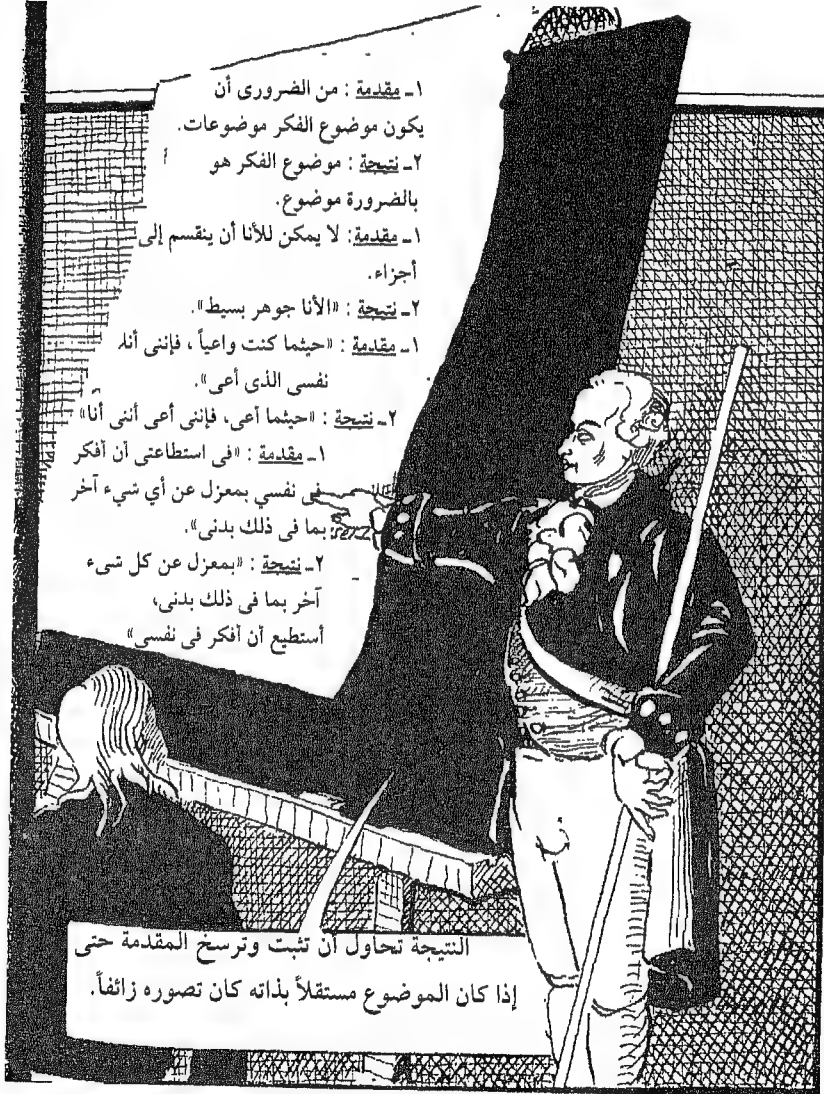 ١ـ مقدمة : من الضرورى أن
يكون موضوع الفكر موضوعات.
٢ـ نتيجة : موضوع الفكر هو
بالضرورة موضوع.
١ـ مقدمة: لا يمكن للأنا أن ينقسم إلى
أجزاء.
٢ـ نتيجة : «الأنا جوهر بسيط».
١ـ مقدمة : «حيثما كنت واعياً ، فإننى أنا
نفسى الذى أعى».
٢ـ نتيجة : «حيثما أعى، فإننى أعى أننى أنا»
١ـ مقدمة : «فى استطاعتى أن أفكر
فى نفسي بمعزل عن أي شيء آخر
بما فى ذلك بدنى».
٢ـ نتيجة : «بمعزل عن كل شىء
آخر بما فى ذلك بدنى،
أستطيع أن أفكر فى نفسى»
النتيجة تحاول أن تثبت وترسخ المقدمة حتى
إذا كان الموضوع مستقلاً بذاته كان تصوره زائفاً.